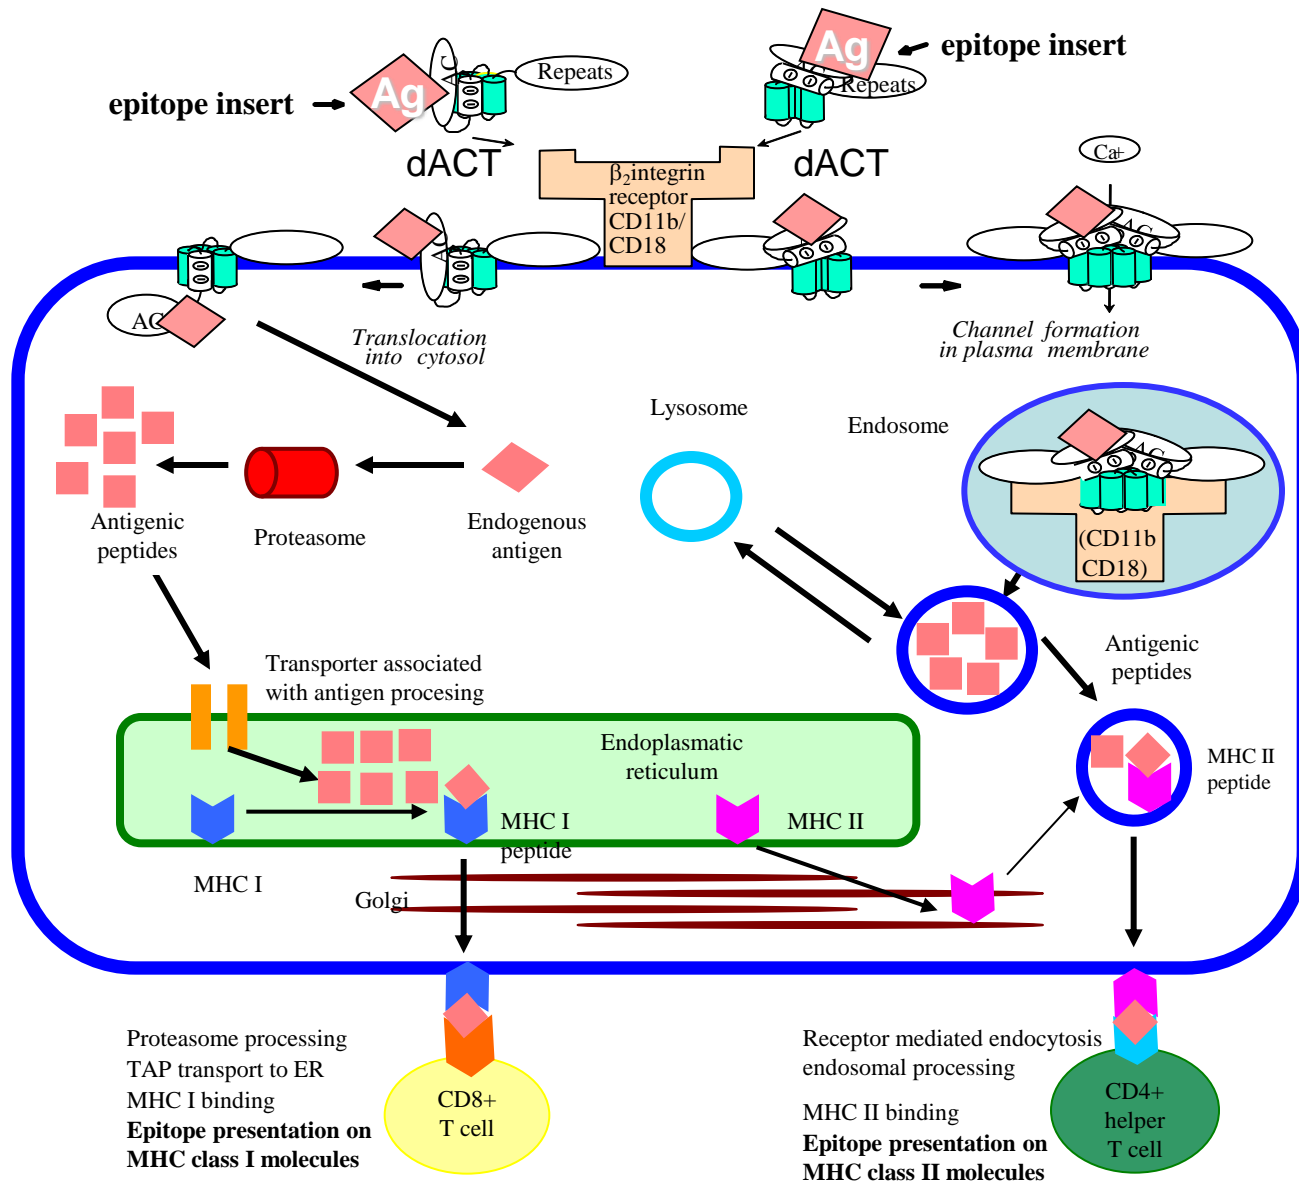 epitope insert
Ag
AC
Repeats
epitope insert
Ag
Repeats
dACT
dACT
β₂integrin
receptor
CD11b/
CD18
Ca+
AC
Translocation
into cytosol
Channel formation
in plasma membrane
Lysosome
Endosome
AC
(CD11b
CD18)
Antigenic
peptides
Proteasome
Endogenous
antigen
Transporter associated
with antigen procesing
Antigenic
peptides
Endoplasmatic
reticulum
MHC II
peptide
MHC I
peptide
MHC II
MHC I
Golgi
Proteasome processing
TAP transport to ER
MHC I binding
Epitope presentation on
MHC class I molecules
CD8+
T cell
Receptor mediated endocytosis
endosomal processing
MHC II binding
Epitope presentation on
MHC class II molecules
CD4+
helper
T cell